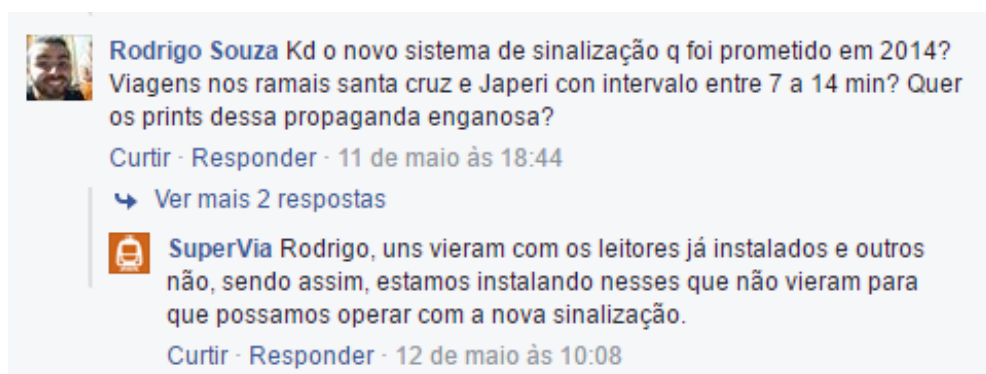 Rodrigo Souza Kd o novo sistema de sinalização q foi prometido em 2014?
Viagens nos ramais santa cruz e Japeri con intervalo entre 7 a 14 min? Quer
os prints dessa propaganda enganosa?
Curtir · Responder · 11 de maio às 18:44
Ver mais 2 respostas
SuperVia Rodrigo, uns vieram com os leitores já instalados e outros
não, sendo assim, estamos instalando nesses que não vieram para
que possamos operar com a nova sinalização.
Curtir · Responder · 12 de maio às 10:08